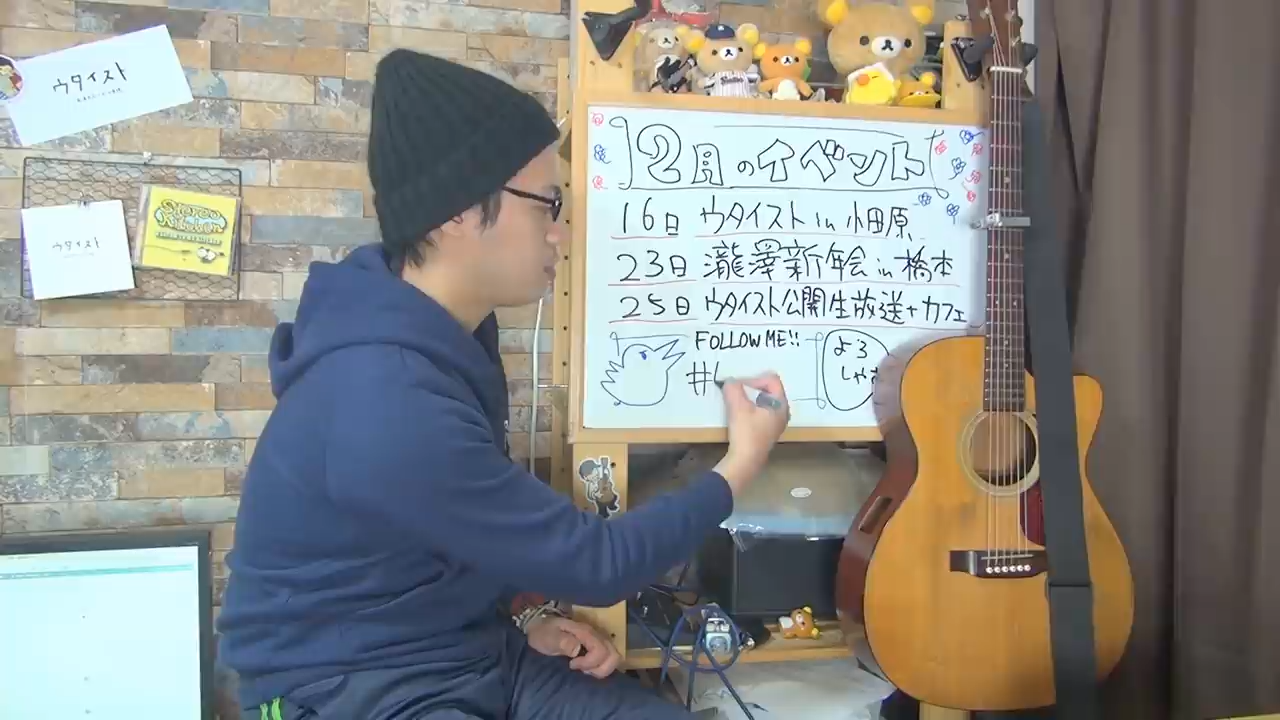 ウタイスト
ウタイスト
Stereo
Ribbon
2月のイベント
16日 ウタイスト in 小田原
23日 瀧澤新年会 in 橋本
25日 ウタイスト公開生放送+カフェ
FOLLOW ME!!
#
よろ
しゃす